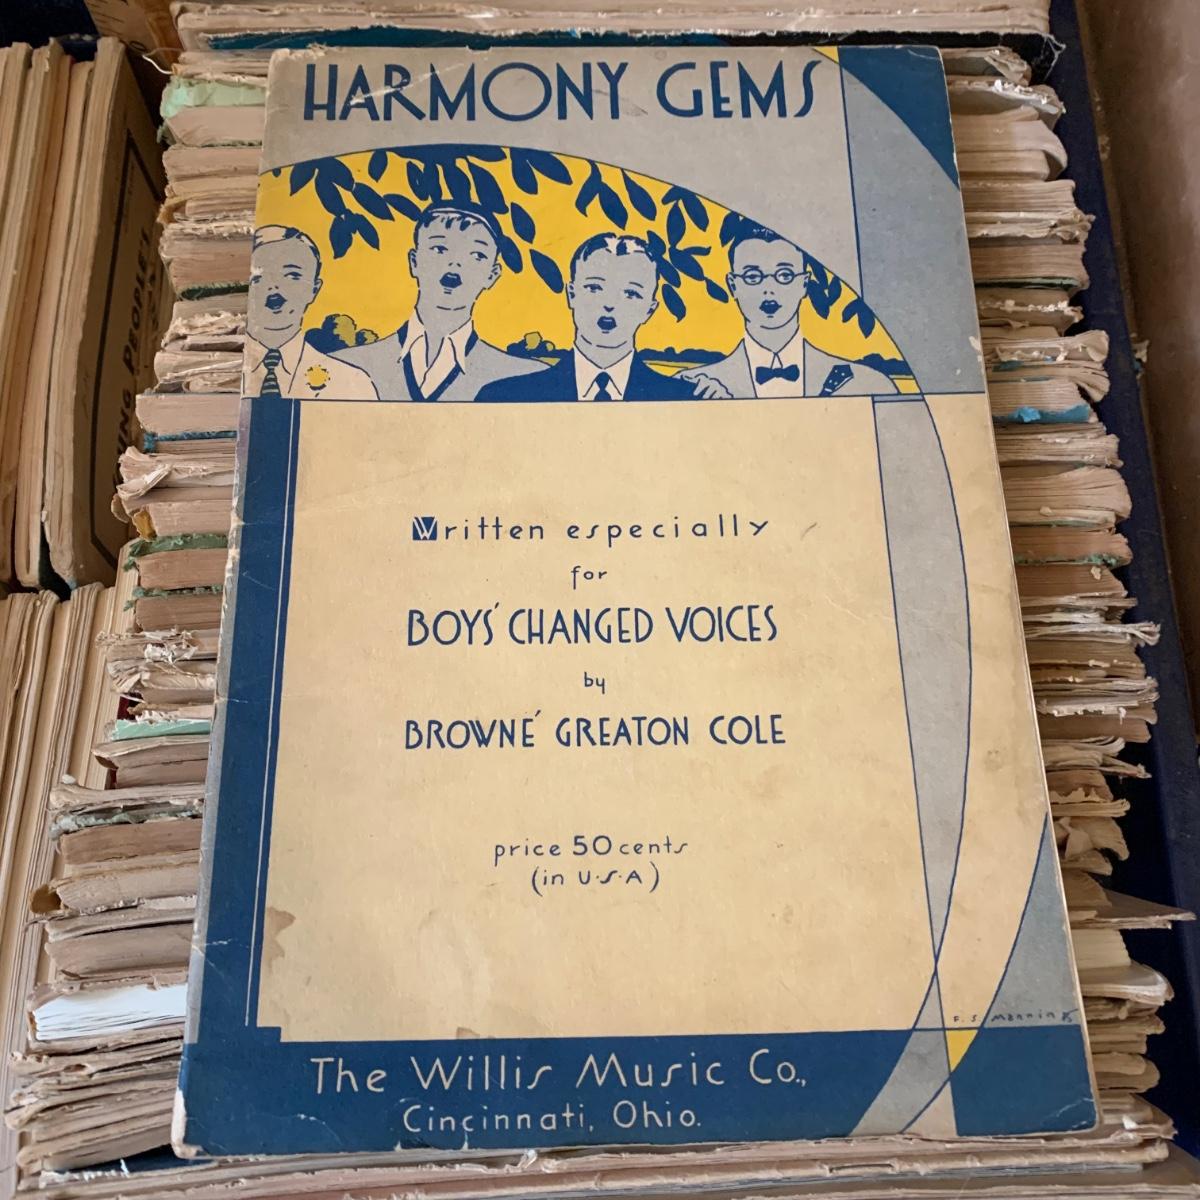 HARMONY GEMS
Written especially
for
BOYS' CHANGED VOICES
by
BROWNE' GREATON COLE
price 50 cents
(in U.S.A)
F. S. Manning
The Willis Music Co.,
Cincinnati, Ohio.
PEOPLE'S